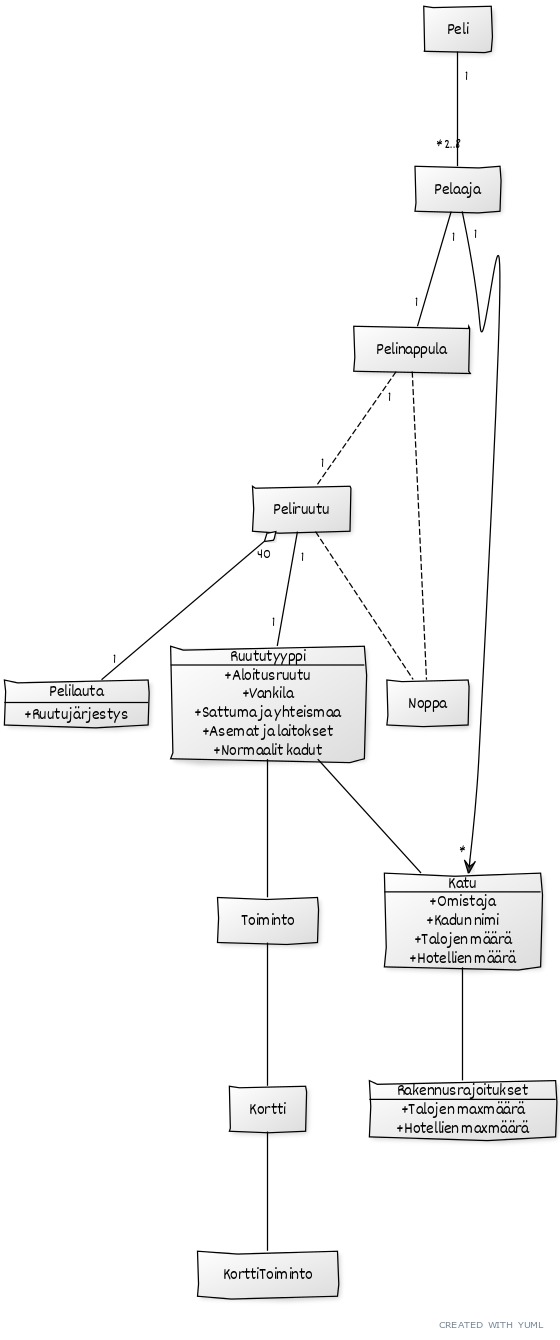 Peli
1
* 2..8
Pelaaja
1
1
1
Pelinappula
1
1
Peliruutu
40
1
1
1
Pelilauta
+Ruutujärjestys
Ruututyyppi
+Aloitusruutu
+Vankila
+Sattuma ja yhteismaa
+Asemat ja laitokset
+Normaalit kadut
Noppa
*
Katu
+Omistaja
+Kadun nimi
+Talojen määrä
+Hotellien määrä
Toiminto
Kortti
Rakennusrajoitukset
+Talojen maxmäärä
+Hotellien maxmäärä
KorttiToiminto
CREATED WITH YUML